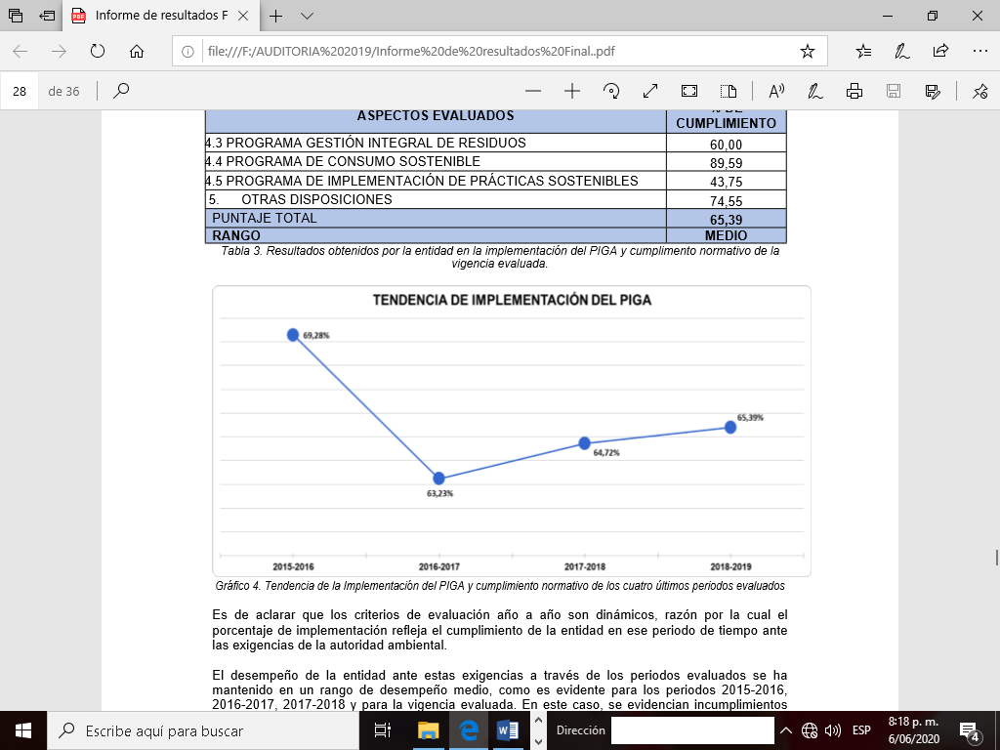 Informe de resultados F
file:///F:/AUDITORIA%202019/Informe%20de%20resultados%20Final..pdf
28 de 36
ASPECTOS EVALUADOS
CUMPLIMIENTO
4.3 PROGRAMA GESTIÓN INTEGRAL DE RESIDUOS 60,00
4.4 PROGRAMA DE CONSUMO SOSTENIBLE 89,59
4.5 PROGRAMA DE IMPLEMENTACIÓN DE PRÁCTICAS SOSTENIBLES 43,75
5. OTRAS DISPOSICIONES 74,55
PUNTAJE TOTAL 65,39
RANGO MEDIO
Tabla 3. Resultados obtenidos por la entidad en la implementación del PIGA y cumplimento normativo de la
vigencia evaluada.
TENDENCIA DE IMPLEMENTACIÓN DEL PIGA
69,28%
65,39%
64,72%
63,23%
2015-2016 2016-2017 2017-2018 2018-2019
Gráfico 4. Tendencia de la Implementación del PIGA y cumplimiento normativo de los cuatro últimos periodos evaluados
Es de aclarar que los criterios de evaluación año a año son dinámicos, razón por la cual el
porcentaje de implementación refleja el cumplimiento de la entidad en ese periodo de tiempo ante
las exigencias de la autoridad ambiental.
El desempeño de la entidad ante estas exigencias a través de los periodos evaluados se ha
mantenido en un rango de desempeño medio, como es evidente para los periodos 2015-2016,
2016-2017, 2017-2018 y para la vigencia evaluada. En este caso, se evidencian incumplimientos
Escribe aquí para buscar
Dirección
ESP
8:18 p. m.
6/06/2020
4